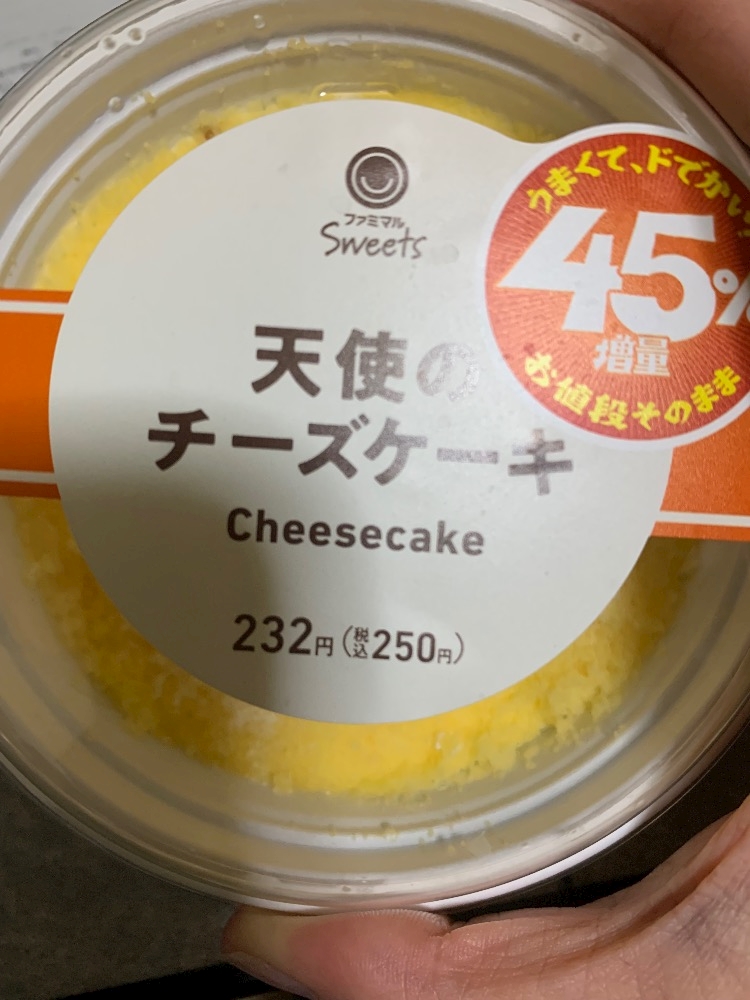 ファミマル
Sweets
天使の
チーズケーキ
Cheesecake
232円(税込250円)
うまくて、ドでかい!
45%
増量
お値段そのまま